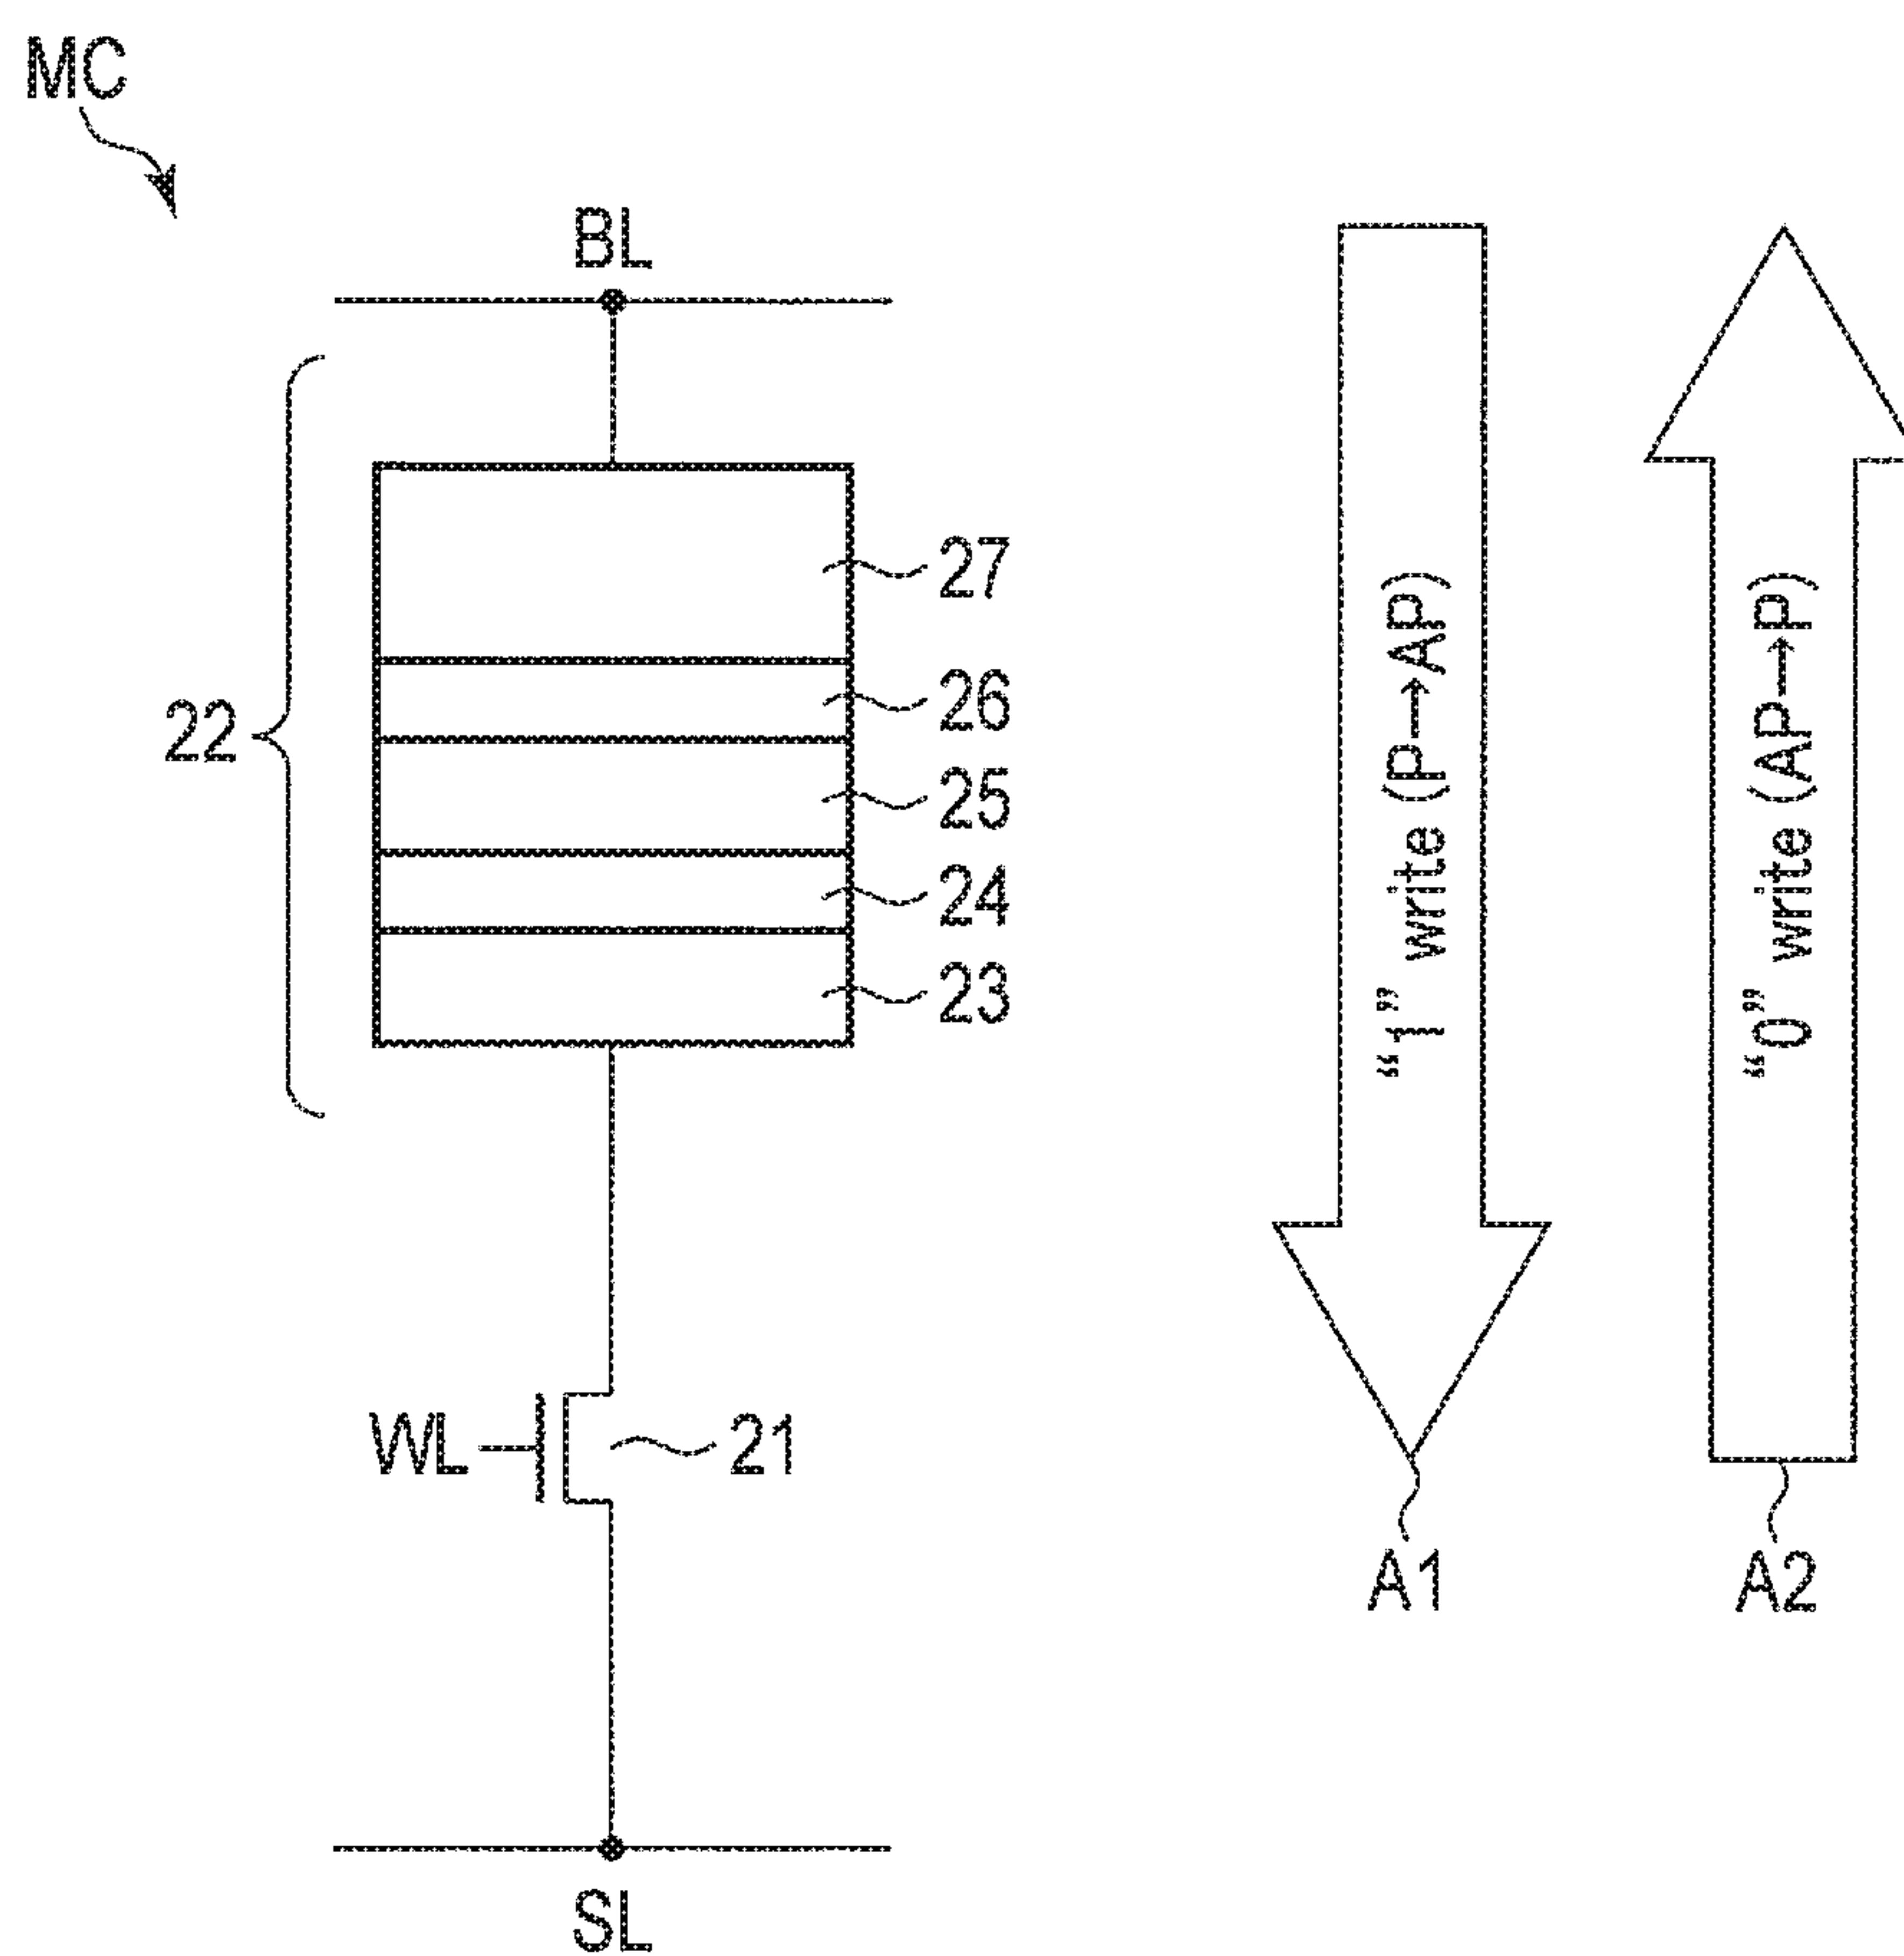 MC
BL
27
26
22
25
24
23
WL
21
SL
“1” write (P→AP)
“0” write (AP→P)
A1
A2